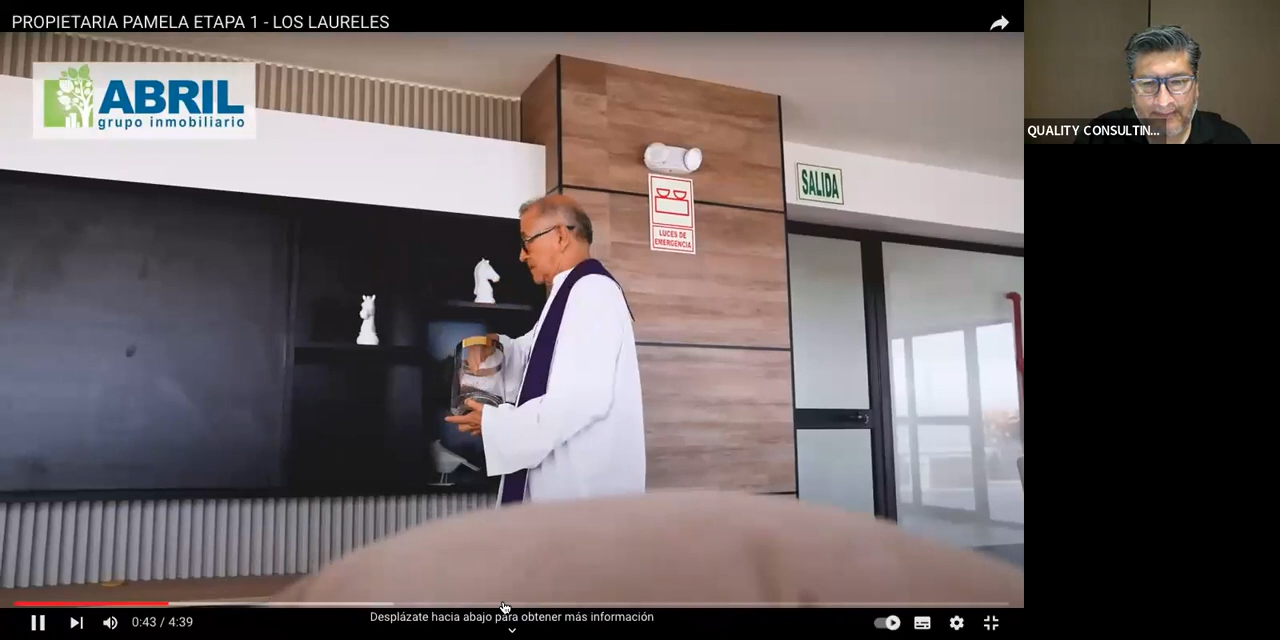 PROPIETARIA PAMELA ETAPA 1 - LOS LAURELES
ABRIL
grupo inmobiliario
SALIDA
LUCES DE
EMERGENCIA
QUALITY CONSULTIN...
0:43 / 4:39
Desplázate hacia abajo para obtener más información